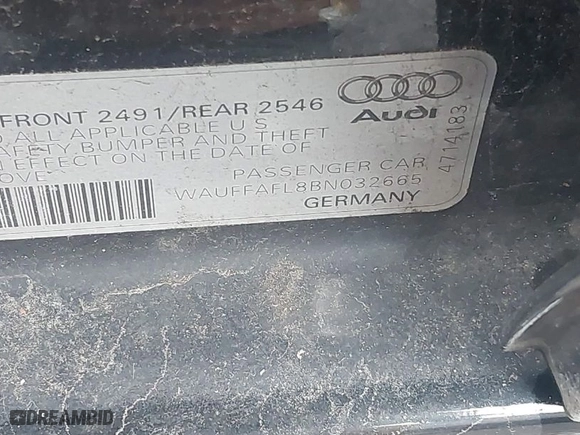 FRONT 2491/REAR 2546
ALL APPLICABLE U S
BUMPER AND THEFT
EFFECT ON THE DATE OF
OVE
PASSENGER CAR
WAUFFAFL8BN032665
GERMANY
Audi
4714183
DREAMBID